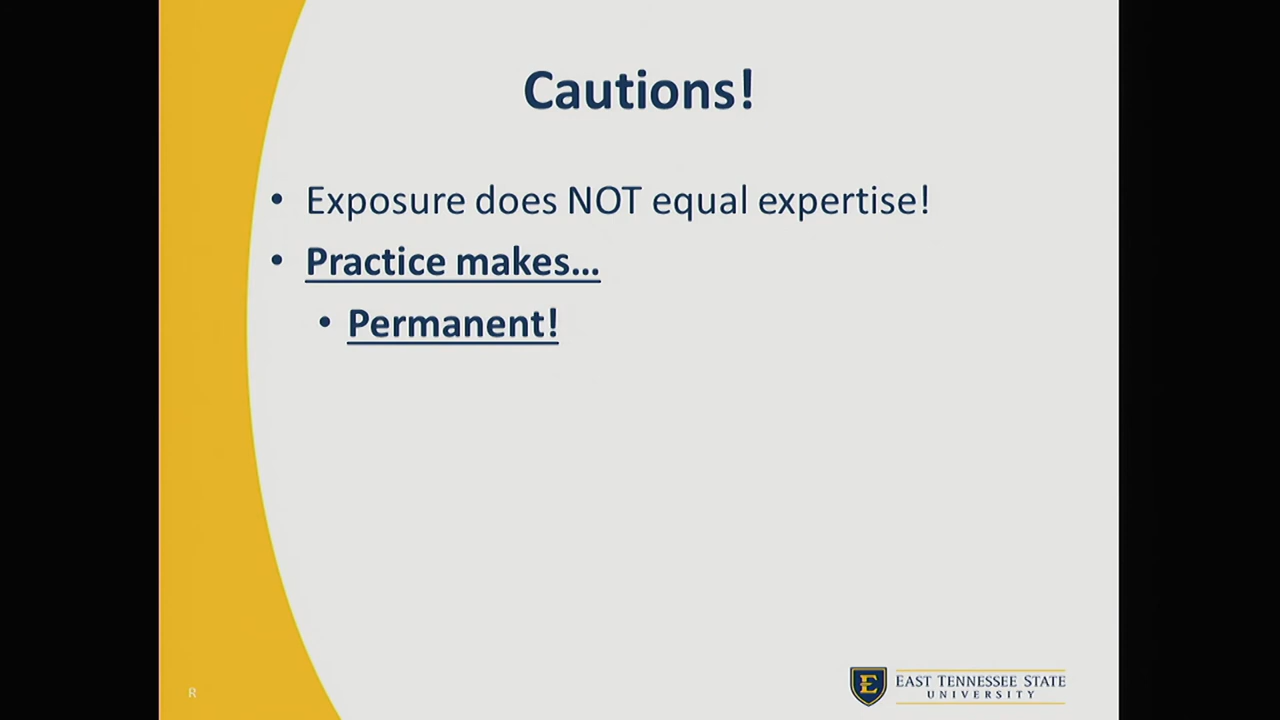 Cautions!
• Exposure does NOT equal expertise!
• Practice makes...
• Permanent!
R
E
EAST TENNESSEE STATE
UNIVERSITY